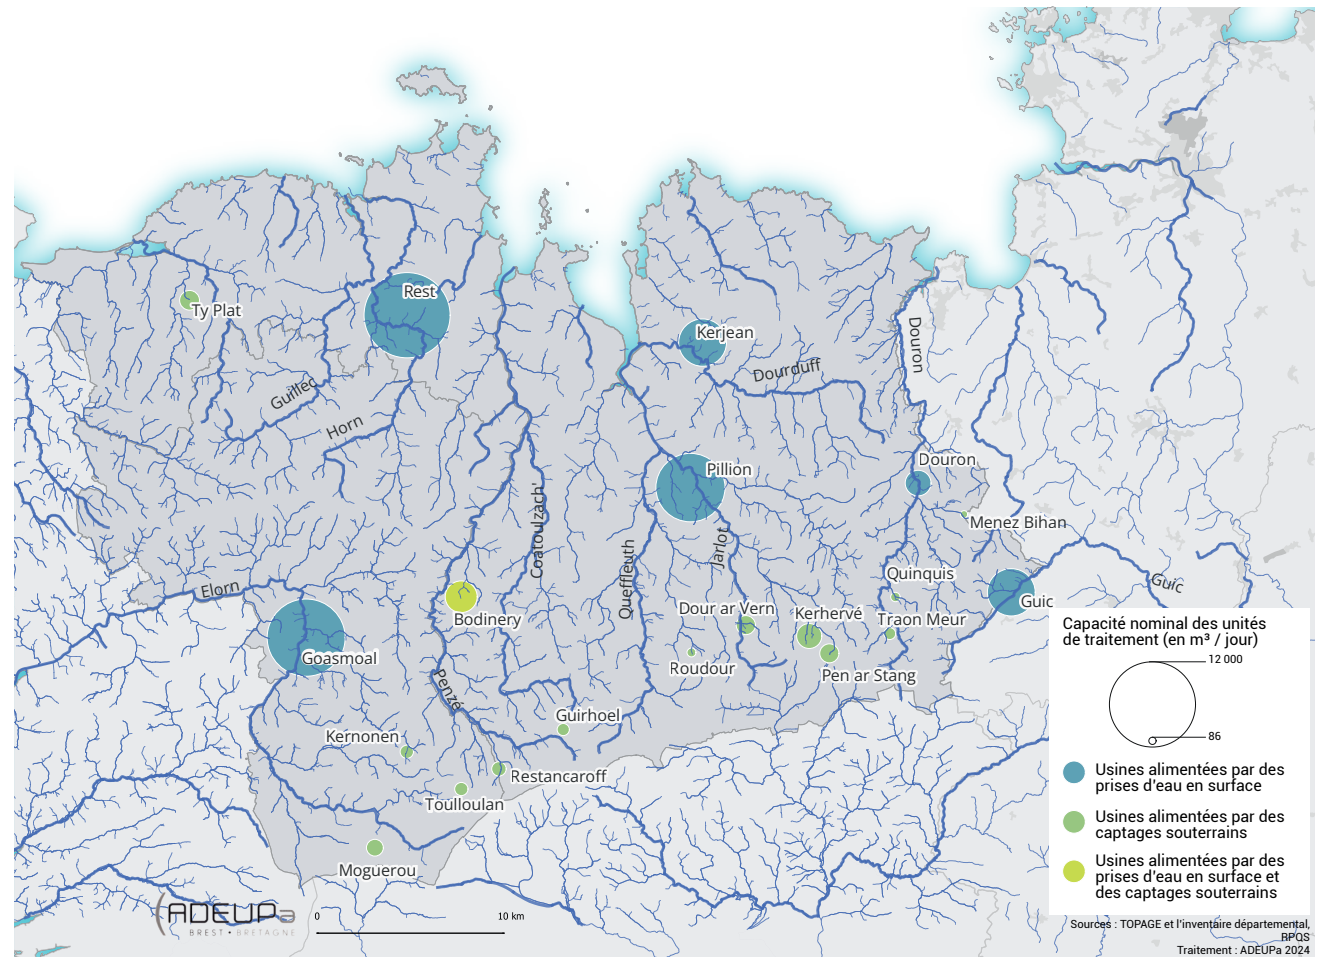 Rest
Ty Plat
Kerjean
Guillec
Dourduff
Douron
Horn
Douron
Pillion
Menez Bihan
Coatoulzach
Queffleuth
Jarlot
Quinquis
Guic
Elorn
Guic
Bodinery
Dour ar Vern
Kerhervé
Traon Meur
Goasmoal
Roudour
Pen ar Stang
Penzé
Guirhoel
Kernonen
Restancaroff
Toulloulan
Moguerou
Capacité nominal des unités
de traitement (en m³ / jour)
12 000
86
Usines alimentées par des
prises d'eau en surface
Usines alimentées par des
captages souterrains
Usines alimentées par des
prises d'eau en surface et
des captages souterrains
ADEUPa
BREST • BRETAGNE
0 10 km
Sources : TOPAGE et l'inventaire départemental,
RPQS
Traitement : ADEUPa 2024